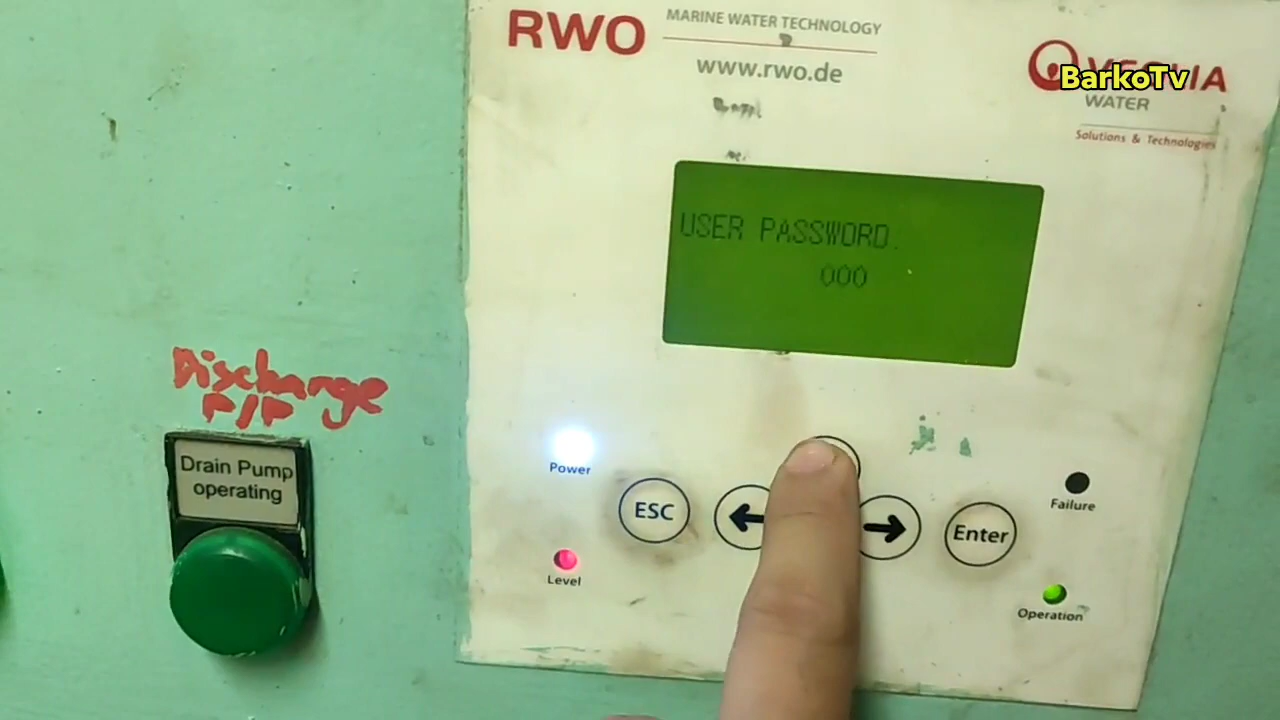 RWO
MARINE WATER TECHNOLOGY
www.rwo.de
BarkoTv
WATER
Solutions & Technologies
USER PASSWORD.
000
Discharge
P/P
Drain Pump
operating
Power
ESC
Enter
Failure
Level
Operation